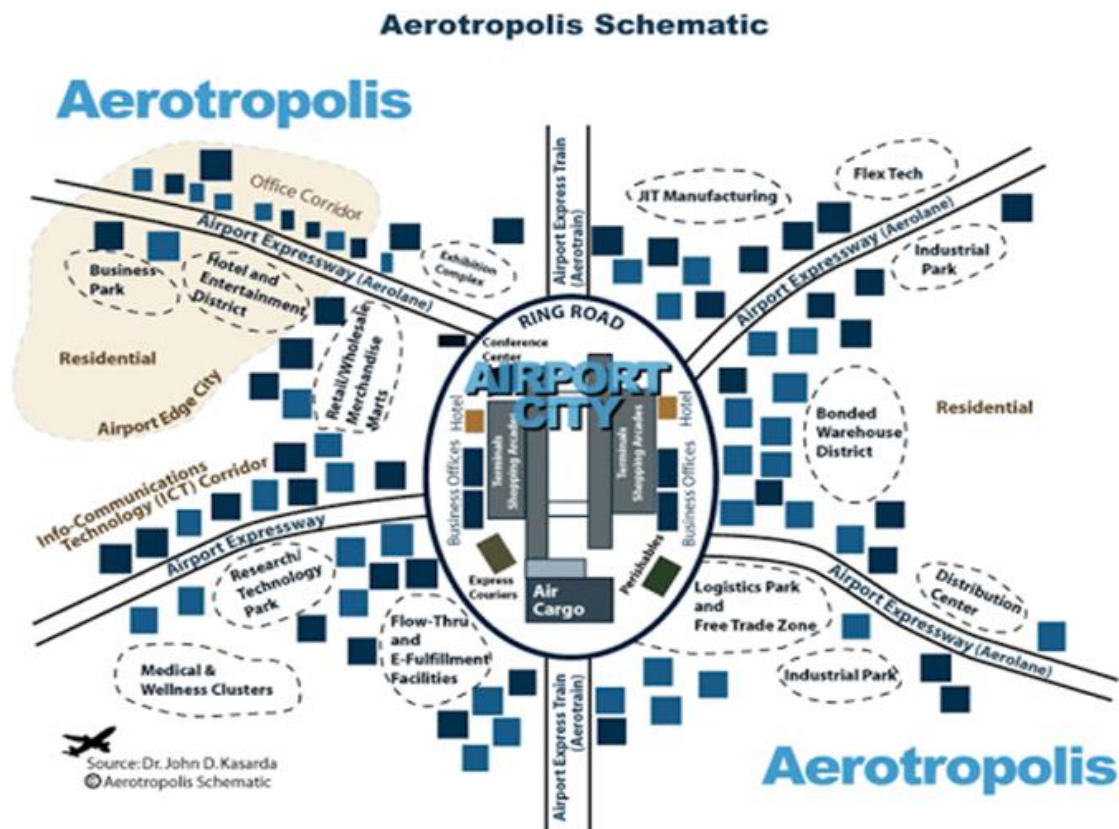 Aerotropolis Schematic
Aerotropolis
Office Corridor
Airport Expressway (Aerolane)
Business
Park
Hotel and
Entertainment
District
Exhibition
Complex
Residential
Airport Edge City
Retail/Wholesale
Merchandise
Marts
Airport Express Train
(Aerotrain)
JIT Manufacturing
Flex Tech
Airport Expressway (Aerolane)
Industrial
Park
Residential
Bonded
Warehouse
District
RING ROAD
Conference
Center
AIRPORT
CITY
Hotel
Hotel
Business Offices
Terminals
Shopping Arcades
Terminals
Shopping Arcades
Business Offices
Express
Couriers
Air
Cargo
Perishables
Info-Communications
Technology (ICT) Corridor
Airport Expressway
Research/
Technology
Park
Medical &
Wellness Clusters
Flow-Thru
and
E-Fulfillment
Facilities
Logistics Park
and
Free Trade Zone
Airport Expressway (Aerolane)
Distribution
Center
Industrial Park
Airport Express Train
(Aerotrain)
Source: Dr. John D. Kasarda
© Aerotropolis Schematic
Aerotropolis